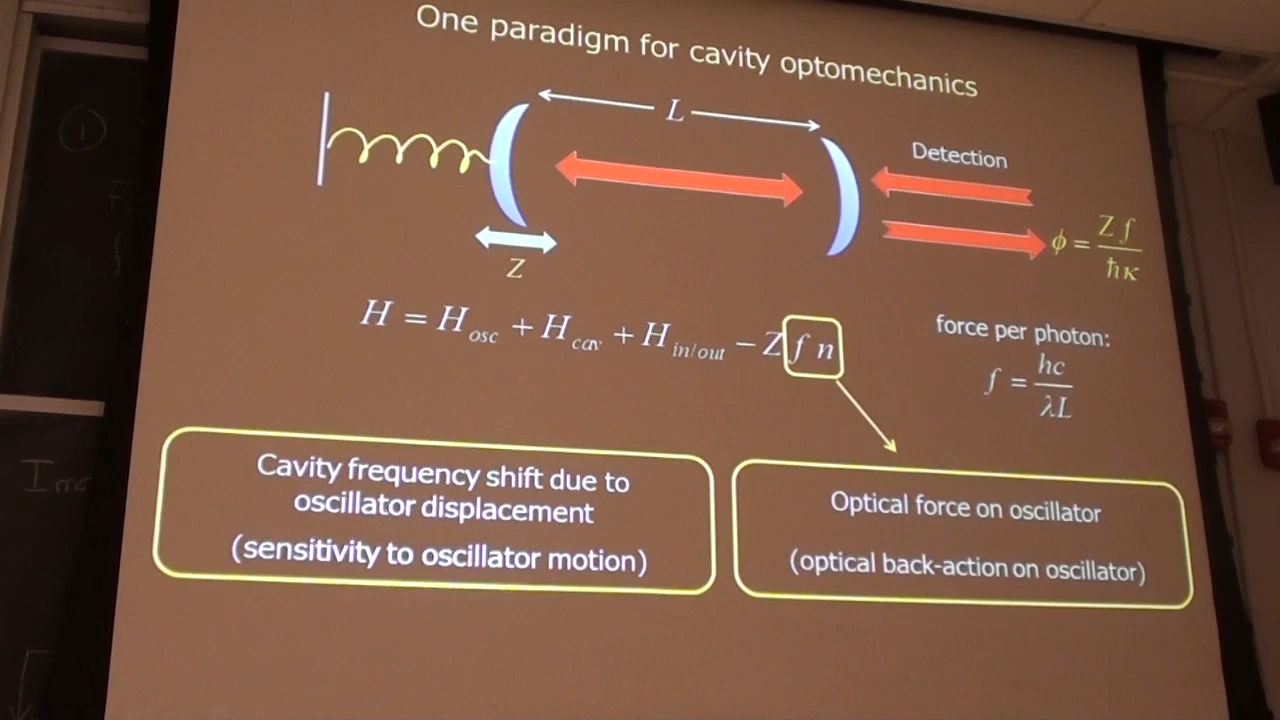 One paradigm for cavity optomechanics
L
Detection
Z
ϕ = Z f / ħκ
H = H_osc + H_cav + H_in/out − Z f n
force per photon:
f = hc / λL
Cavity frequency shift due to
oscillator displacement
(sensitivity to oscillator motion)
Optical force on oscillator
(optical back-action on oscillator)
1